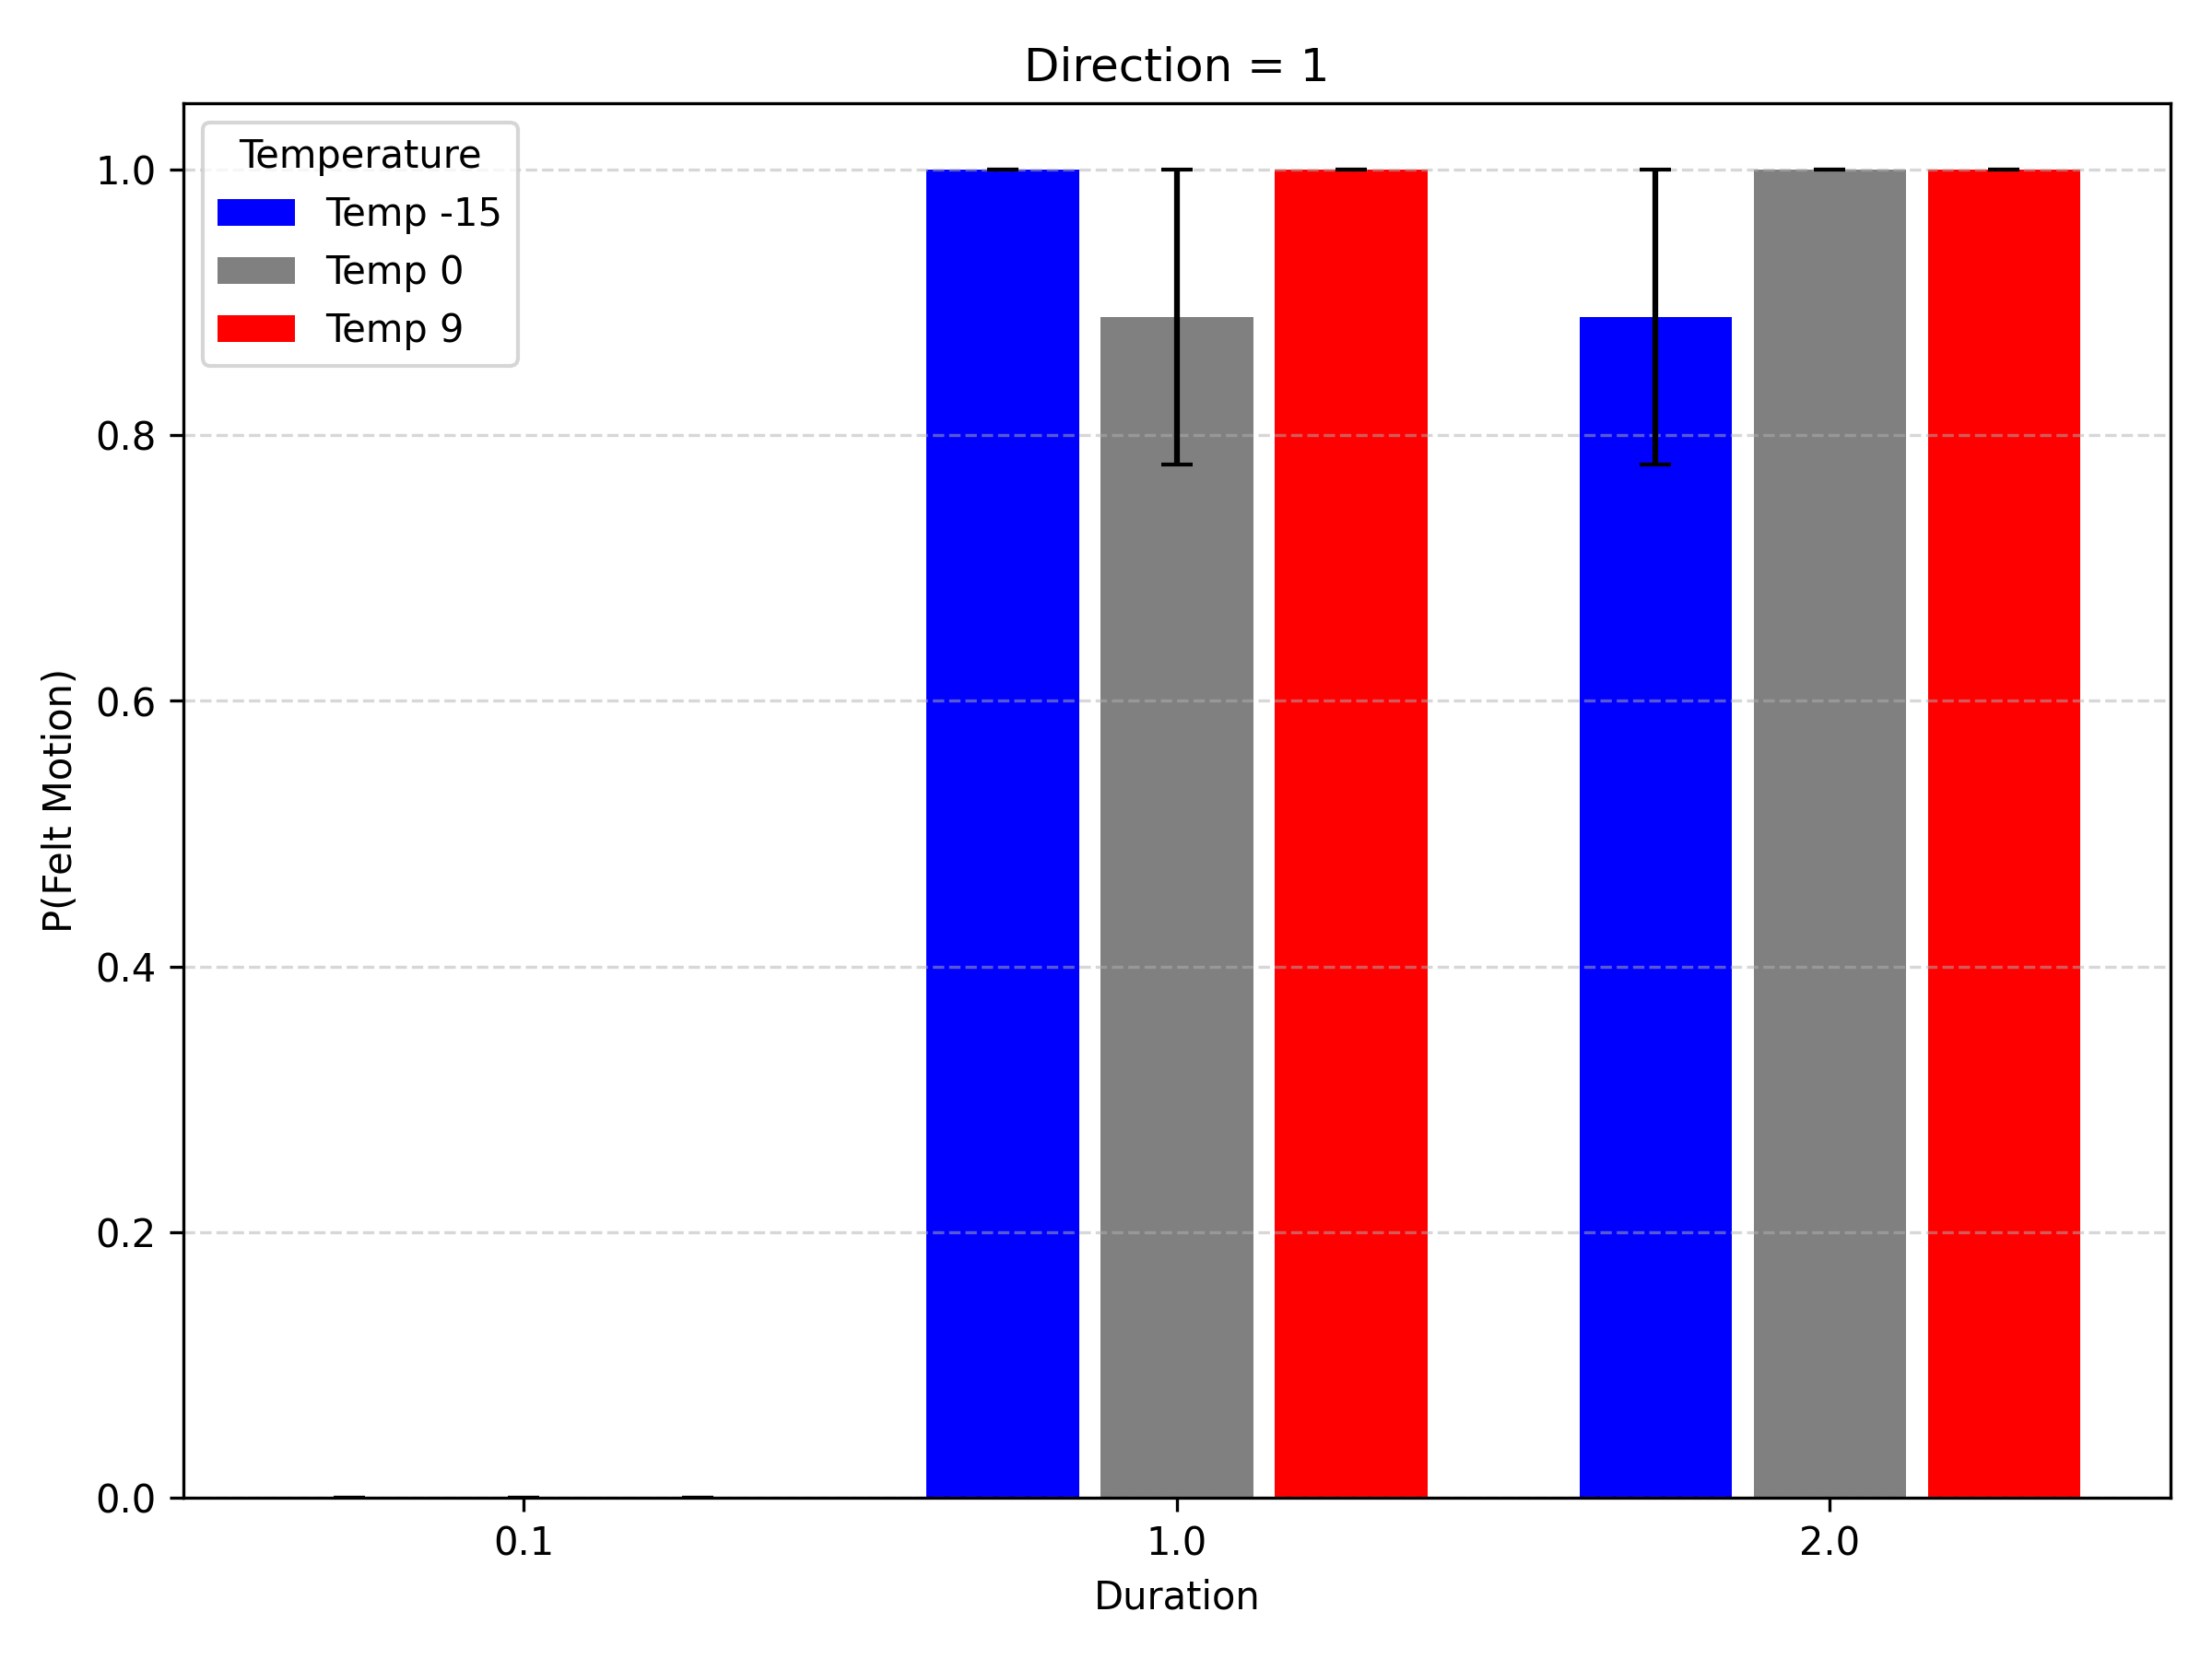 Direction = 1
Temperature
Temp -15
Temp 0
Temp 9
P(Felt Motion)
1.0
0.8
0.6
0.4
0.2
0.0
0.1
1.0
2.0
Duration